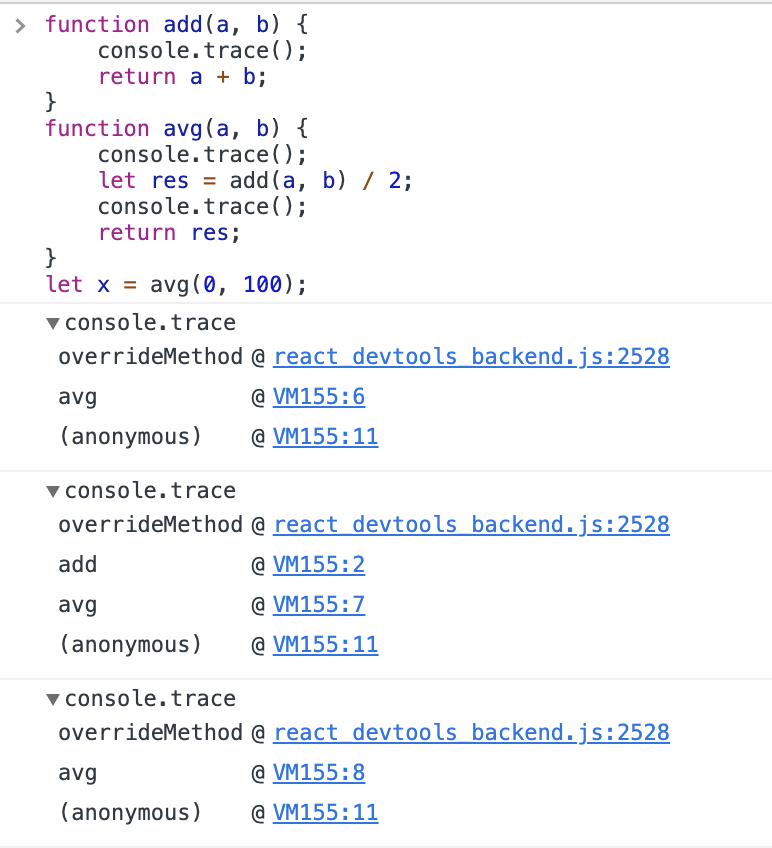 > function add(a, b) {
    console.trace();
    return a + b;
}
function avg(a, b) {
    console.trace();
    let res = add(a, b) / 2;
    console.trace();
    return res;
}
let x = avg(0, 100);
▼console.trace
overrideMethod @ react_devtools_backend.js:2528
avg @ VM155:6
(anonymous) @ VM155:11
▼console.trace
overrideMethod @ react_devtools_backend.js:2528
add @ VM155:2
avg @ VM155:7
(anonymous) @ VM155:11
▼console.trace
overrideMethod @ react_devtools_backend.js:2528
avg @ VM155:8
(anonymous) @ VM155:11